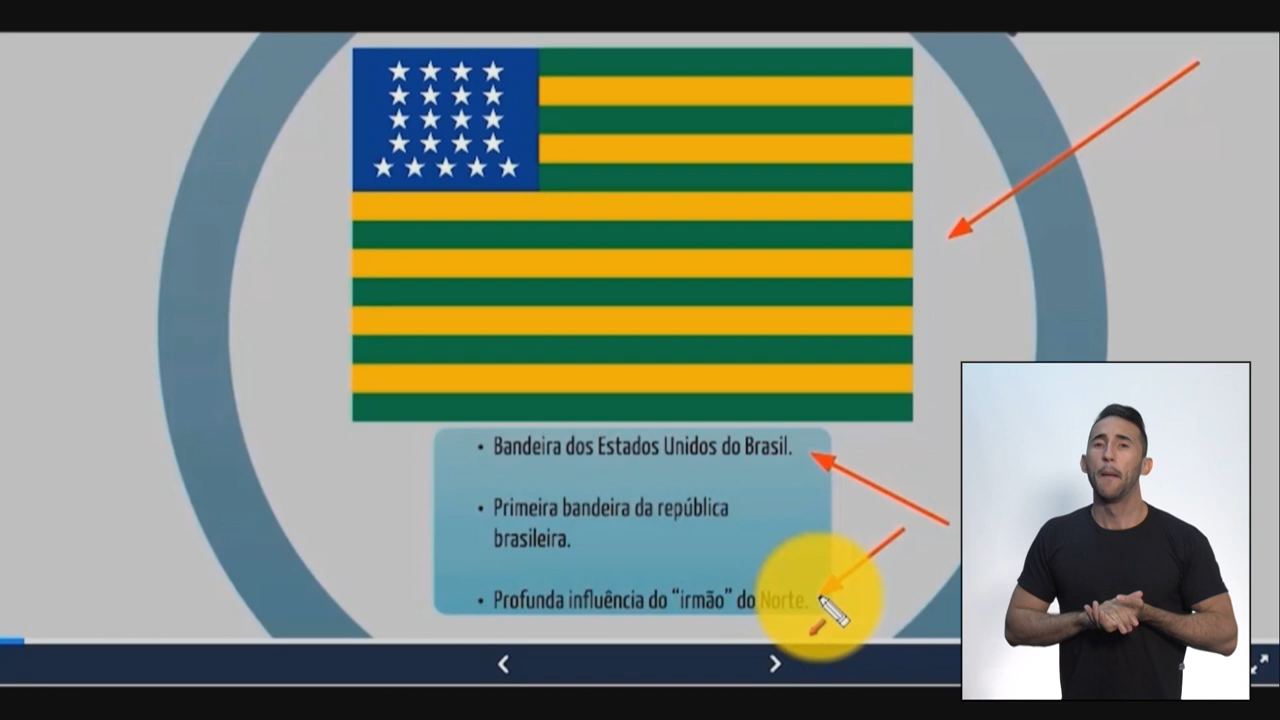 • Bandeira dos Estados Unidos do Brasil.
• Primeira bandeira da república
brasileira.
• Profunda influência do “irmão” do Norte.